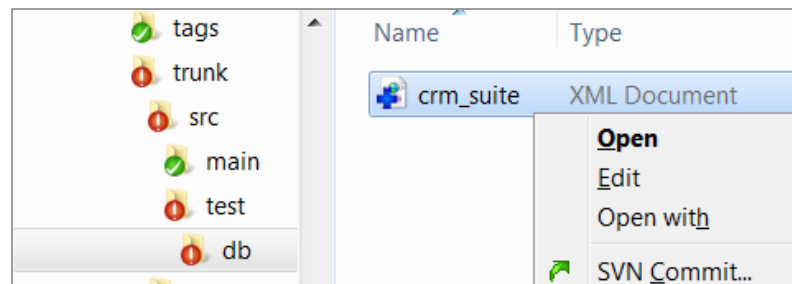 tags
trunk
src
main
test
db
Name Type
crm_suite XML Document
Open
Edit
Open with
SVN Commit...